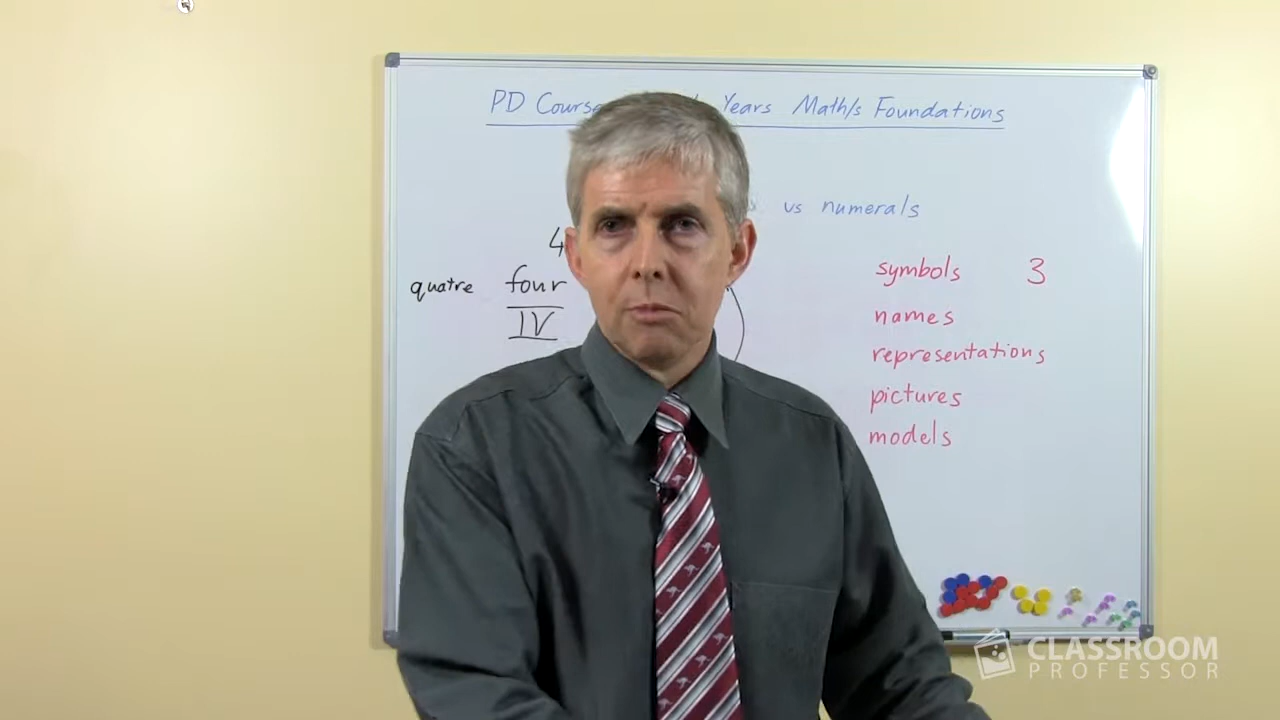 PD Course Years Math/s Foundations
vs numerals
4
quatre four
IV
symbols 3
names
representations
pictures
models
CLASSROOM
PROFESSOR